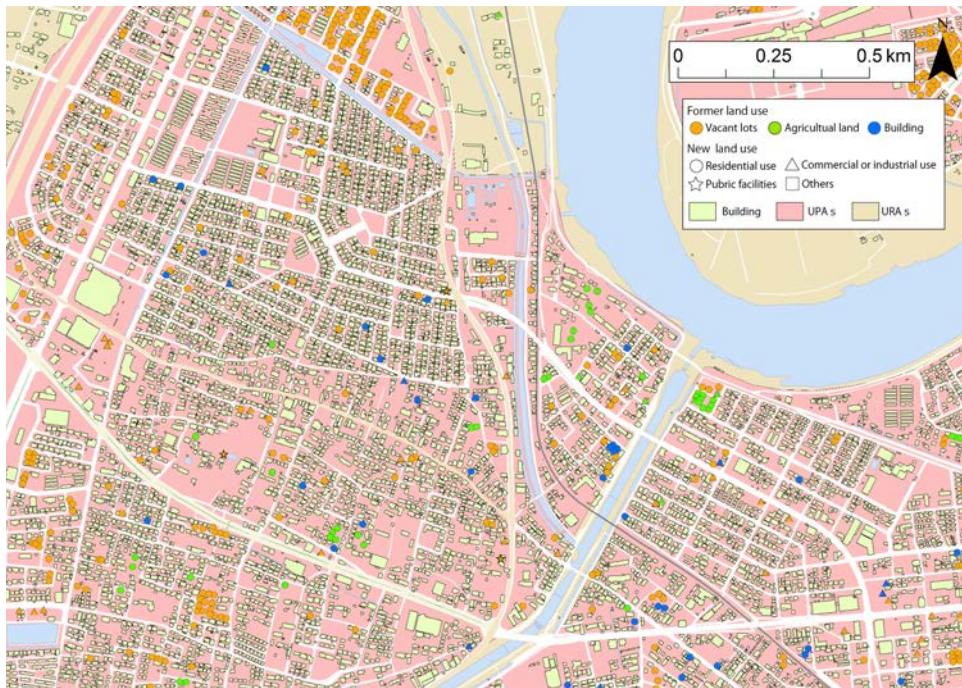 N
0 0.25 0.5 km
Former land use
Vacant lots Agricultual land Building
New land use
Residential use Commercial or industrial use
Pubric facilities Others
Building UPA s URA s